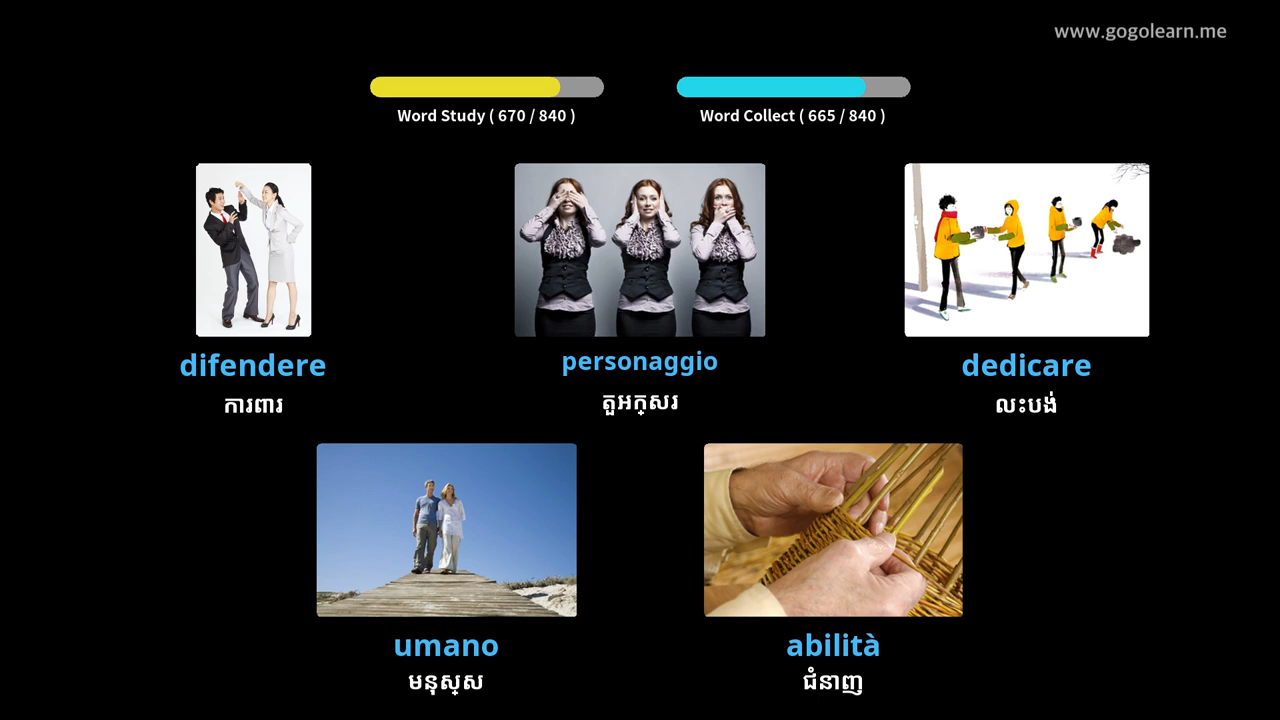 www.gogolearn.me
Word Study ( 670 / 840 )
Word Collect ( 665 / 840 )
difendere
personaggio
dedicare
ការពារ
តួអក្សរ
លះបង់
umano
abilità
មនុស្ស
ជំនាញ